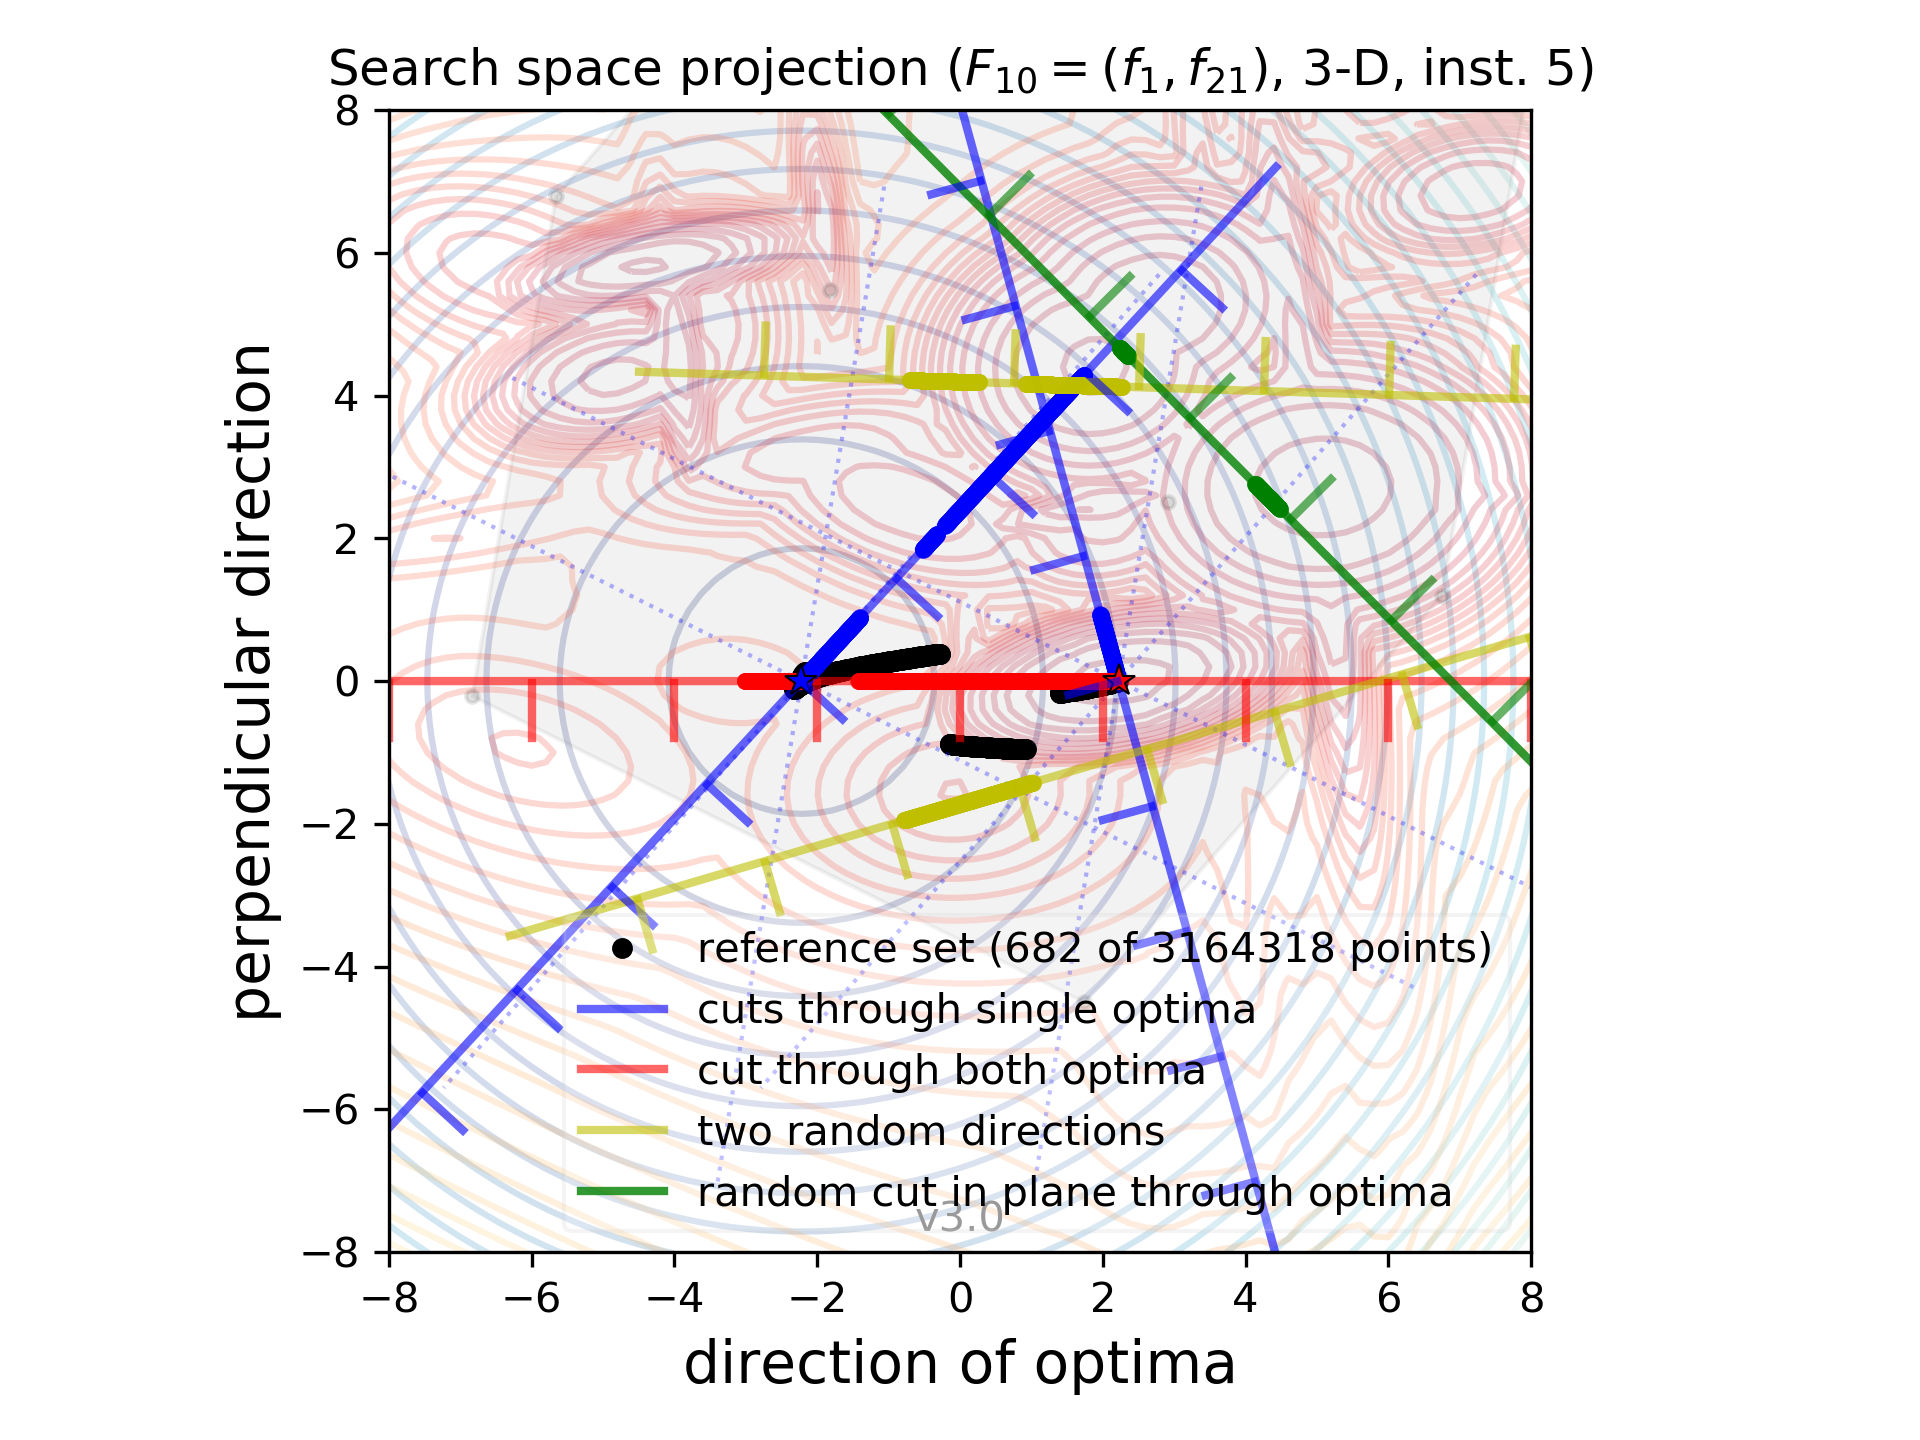 Search space projection (F10 = (f1, f21), 3-D, inst. 5)
8
6
4
2
0
−2
−4
−6
−8
perpendicular direction
reference set (682 of 3164318 points)
cuts through single optima
cut through both optima
two random directions
random cut in plane through optima
v3.0
−8 −6 −4 −2 0 2 4 6 8
direction of optima